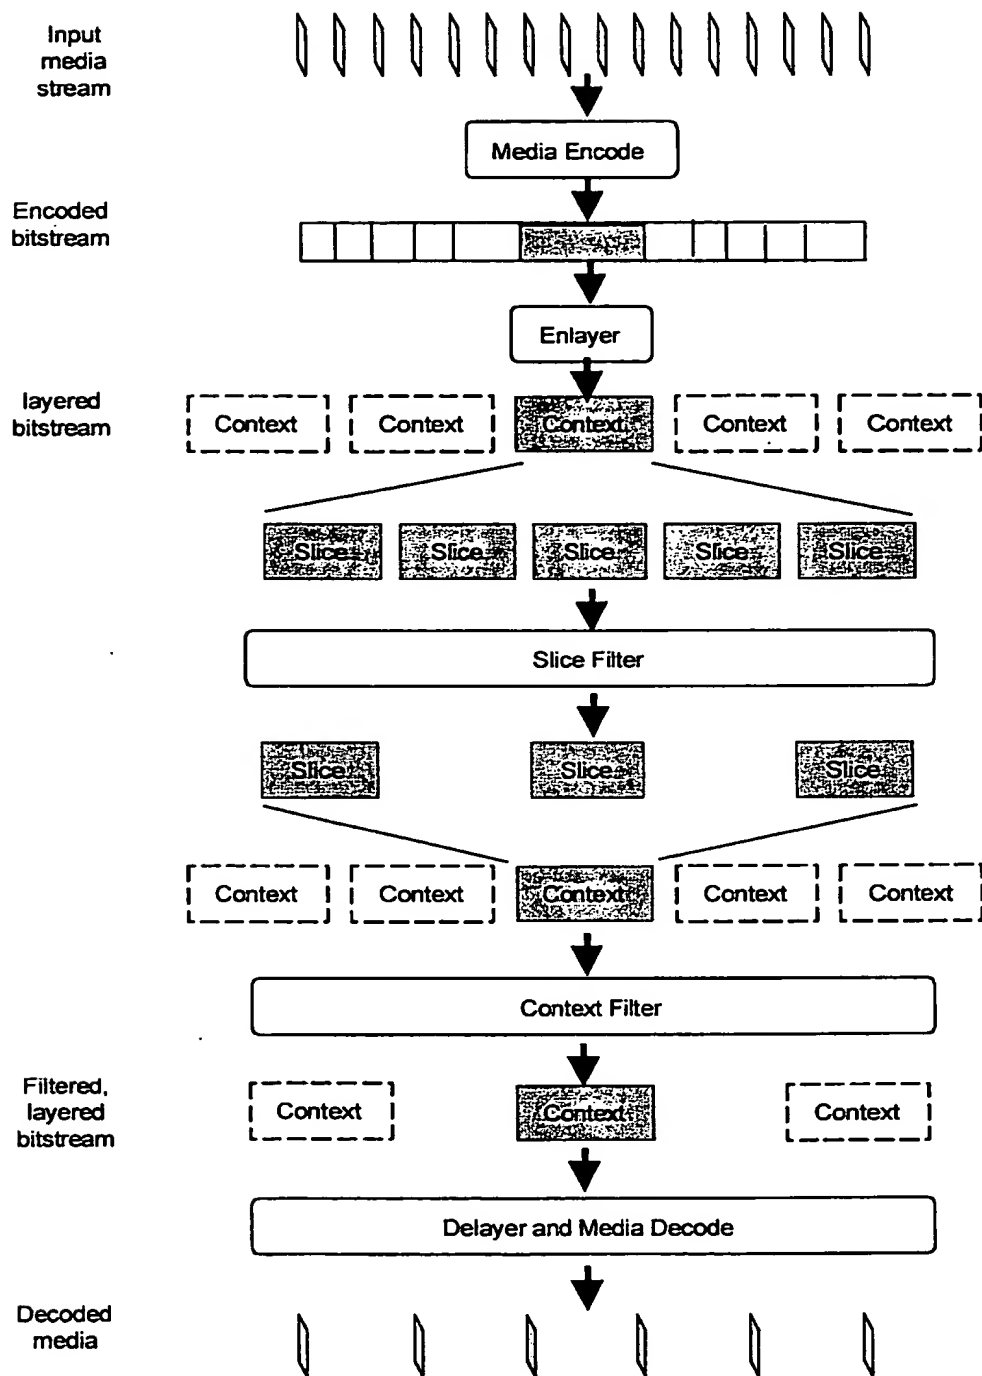 Input
media
stream
Media Encode
Encoded
bitstream
Enlayer
layered
bitstream
Context Context Context Context Context
Slice Slice Slice Slice Slice
Slice Filter
Slice Slice Slice
Context Context Context Context Context
Context Filter
Filtered,
layered
bitstream
Context Context Context
Delayer and Media Decode
Decoded
media